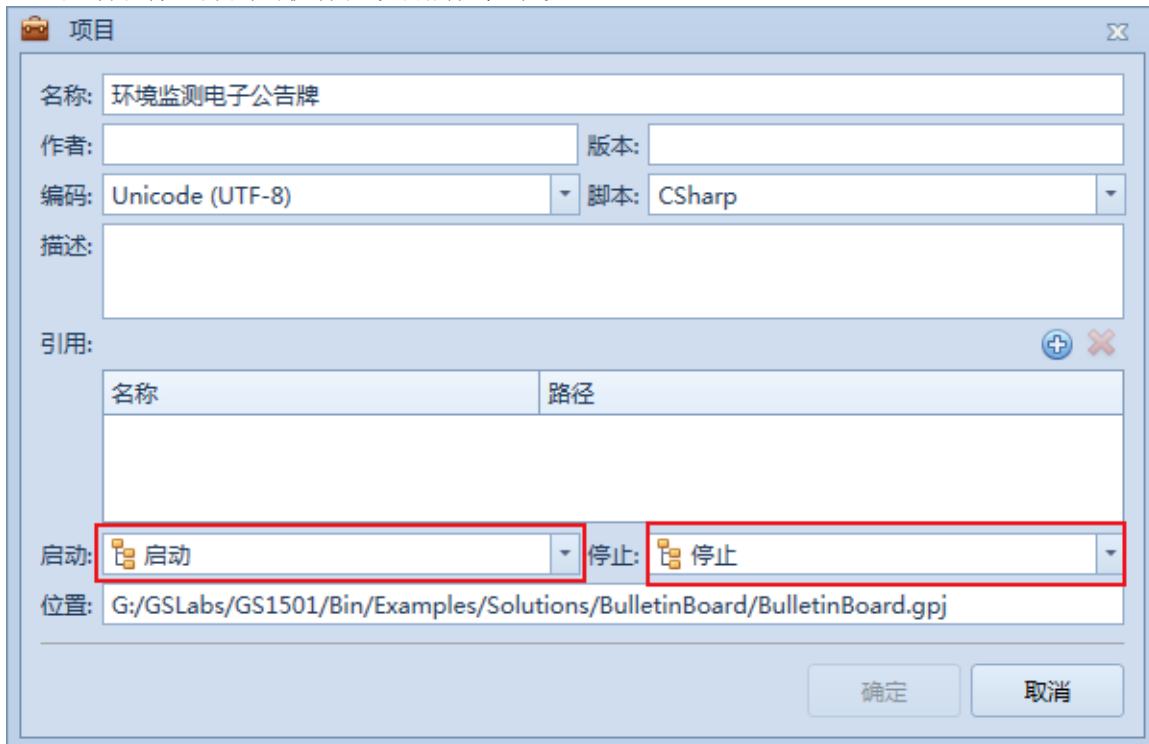 项目
名称: 环境监测电子公告牌
作者: 版本:
编码: Unicode (UTF-8) 脚本: CSharp
描述:
引用:
名称 路径
启动: 启动 停止: 停止
位置: G:/GSLabs/GS1501/Bin/Examples/Solutions/BulletinBoard/BulletinBoard.gpj
确定 取消